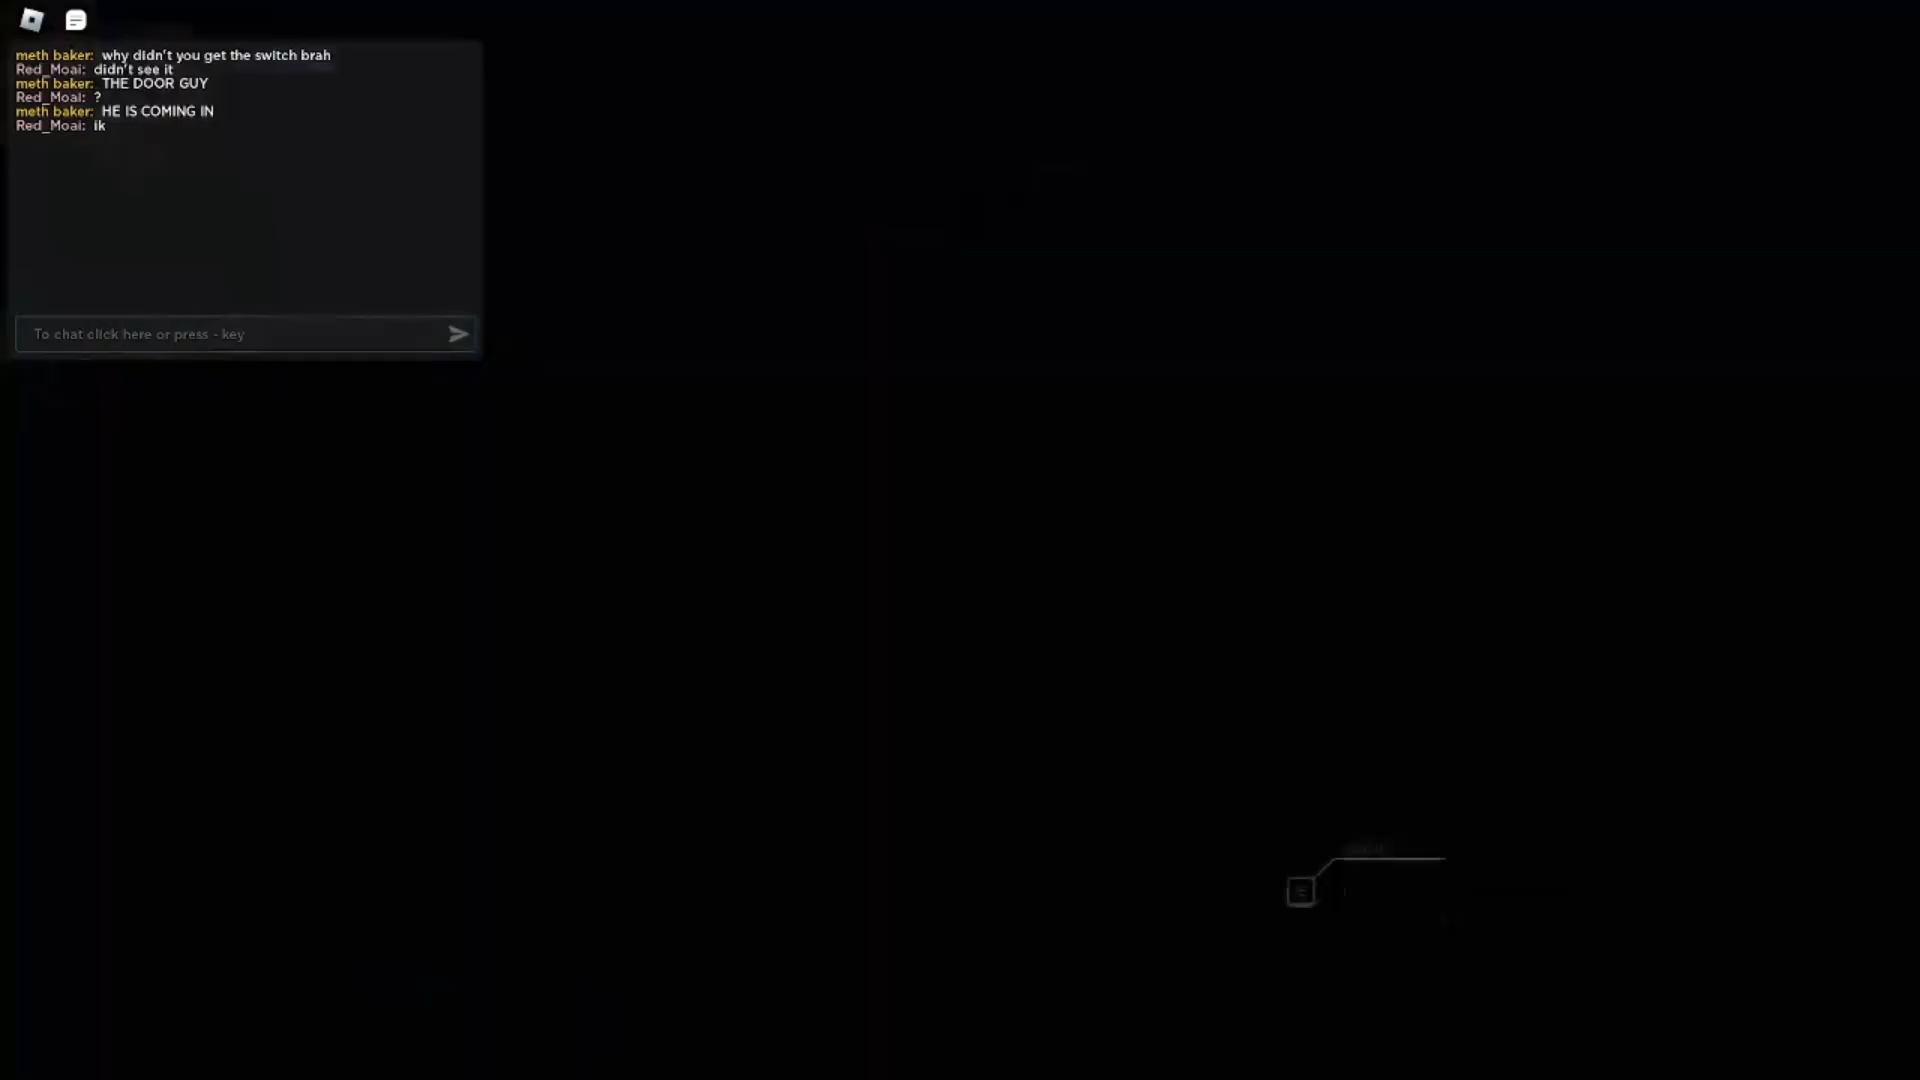 meth baker: why didn't you get the switch brah
Red_Moai: didn't see it
meth baker: THE DOOR GUY
Red_Moai: ?
meth baker: HE IS COMING IN
Red_Moai: ik
To chat click here or press - key